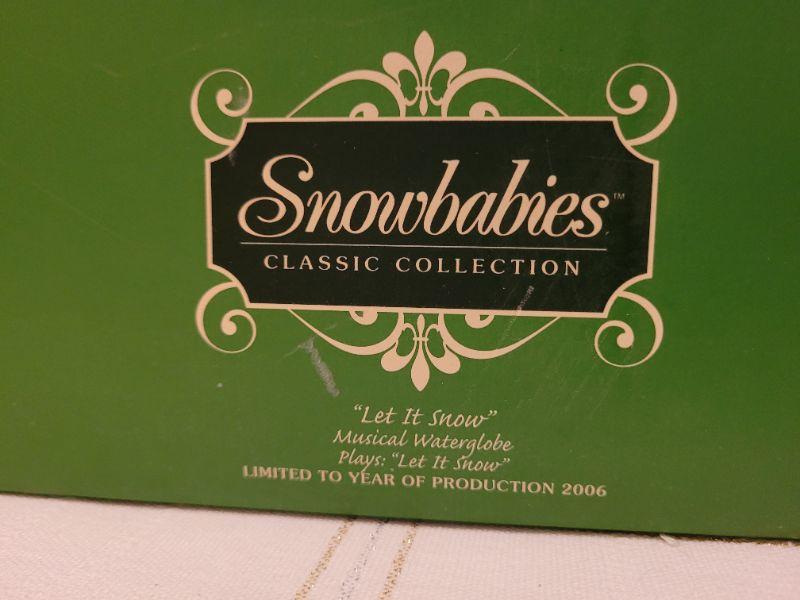 Snowbabies™
CLASSIC COLLECTION
"Let It Snow"
Musical Waterglobe
Plays: "Let It Snow"
LIMITED TO YEAR OF PRODUCTION 2006